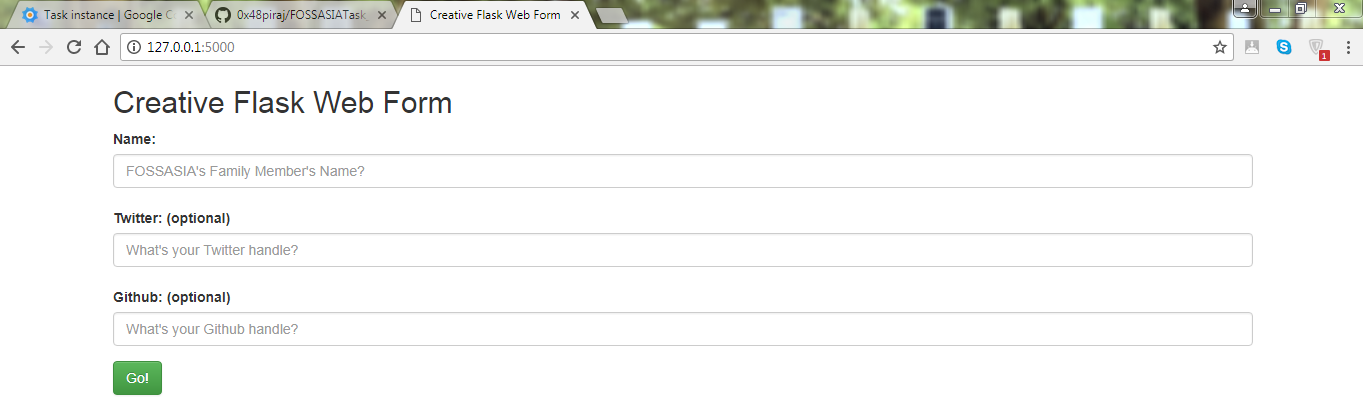 Task instance | Google C
0x48piraj/FOSSASIATask
Creative Flask Web Form
127.0.0.1:5000
1
Creative Flask Web Form
Name:
FOSSASIA's Family Member's Name?
Twitter: (optional)
What's your Twitter handle?
Github: (optional)
What's your Github handle?
Go!